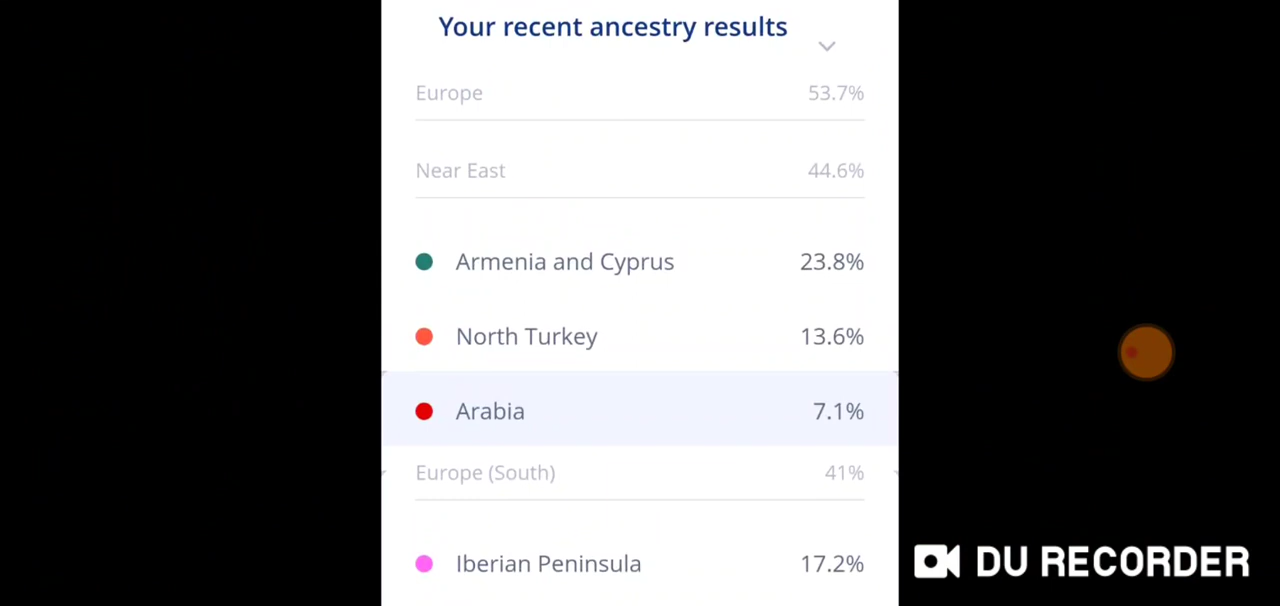 Your recent ancestry results
Europe 53.7%
Near East 44.6%
Armenia and Cyprus 23.8%
North Turkey 13.6%
Arabia 7.1%
Europe (South) 41%
Iberian Peninsula 17.2%
DU RECORDER